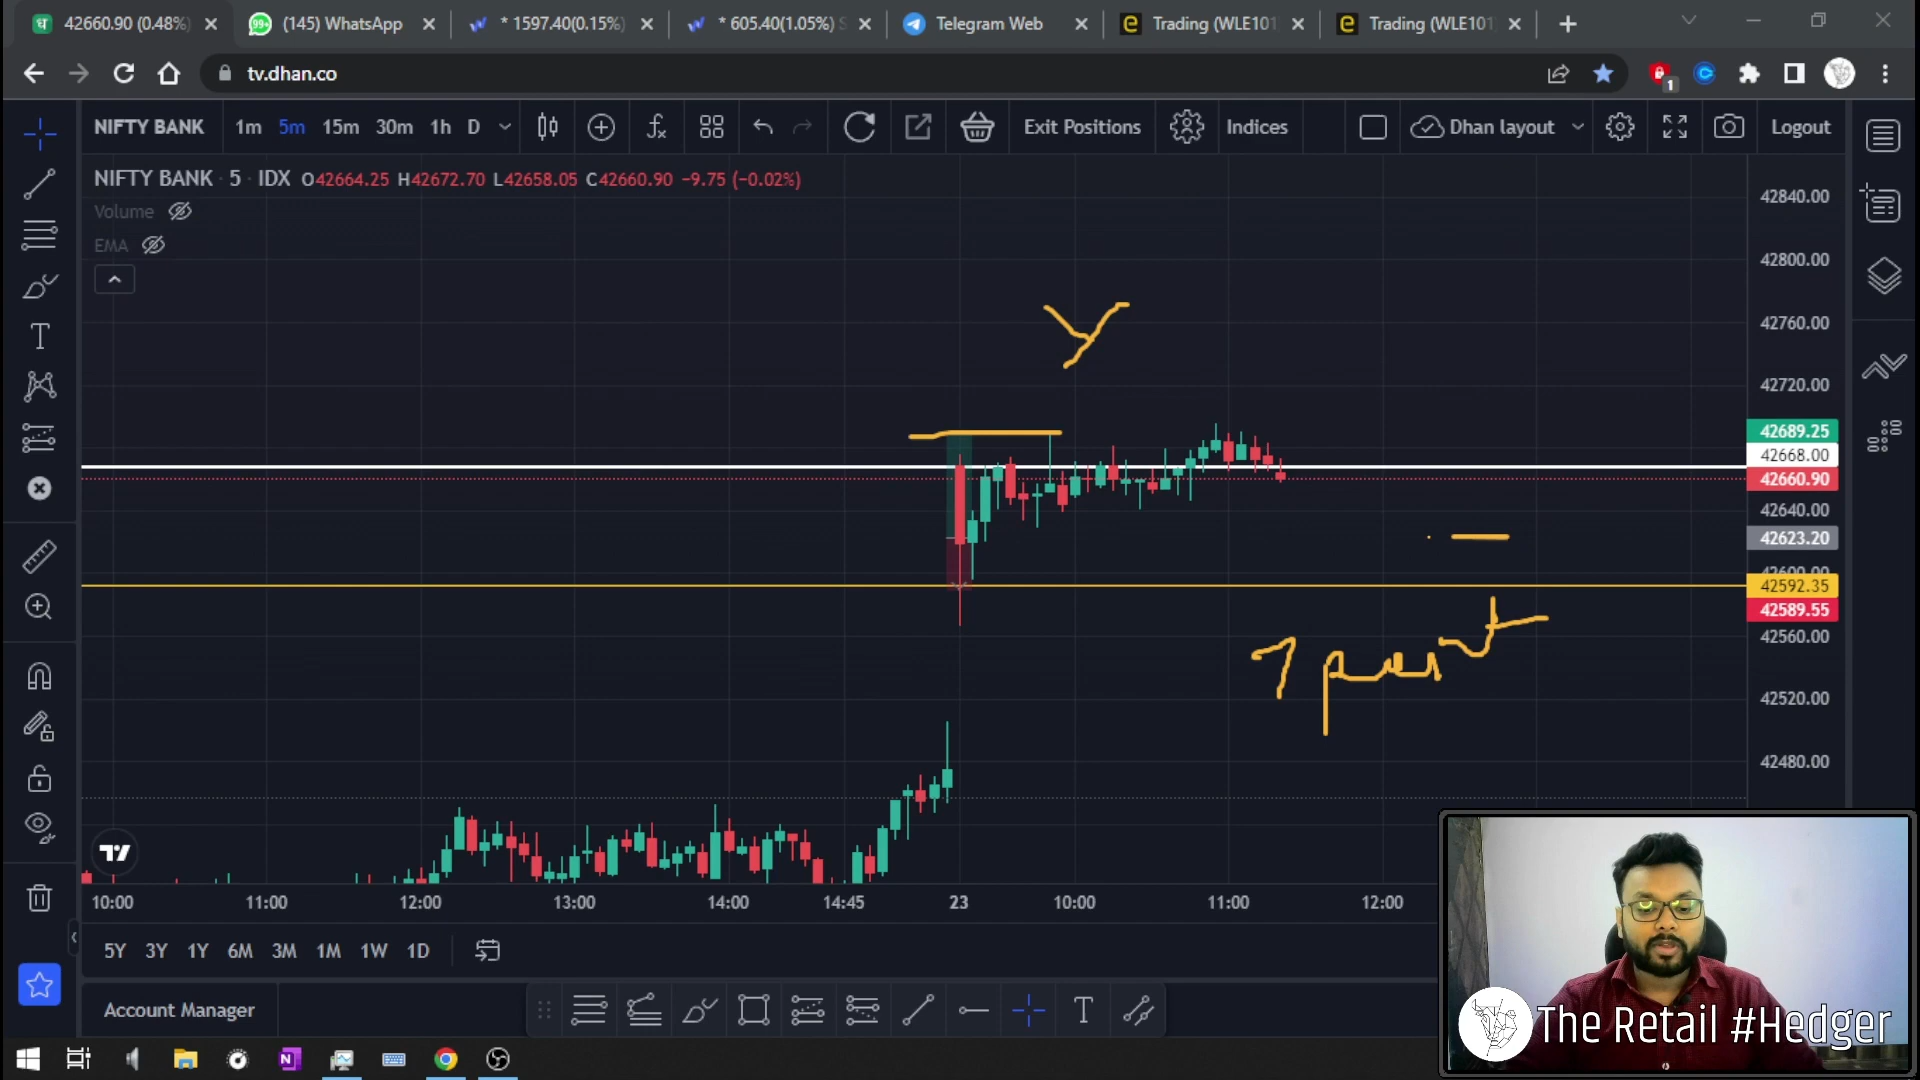 42660.90 (0.48%)
(145) WhatsApp
* 1597.40(0.15%)
* 605.40(1.05%) S
Telegram Web
Trading (WLE101
Trading (WLE101
tv.dhan.co
1
NIFTY BANK
1m
5m
15m
30m
1h
D
Exit Positions
Indices
Dhan layout
Logout
NIFTY BANK · 5 · IDX O42664.25 H42672.70 L42658.05 C42660.90 −9.75 (−0.02%)
Volume
EMA
42840.00
42800.00
42760.00
42720.00
42689.25
42668.00
42660.90
42640.00
42623.20
42600.00
42592.35
42589.55
42560.00
42520.00
42480.00
10:00
11:00
12:00
13:00
14:00
14:45
23
10:00
11:00
12:00
5Y
3Y
1Y
6M
3M
1M
1W
1D
Account Manager
The Retail #Hedger